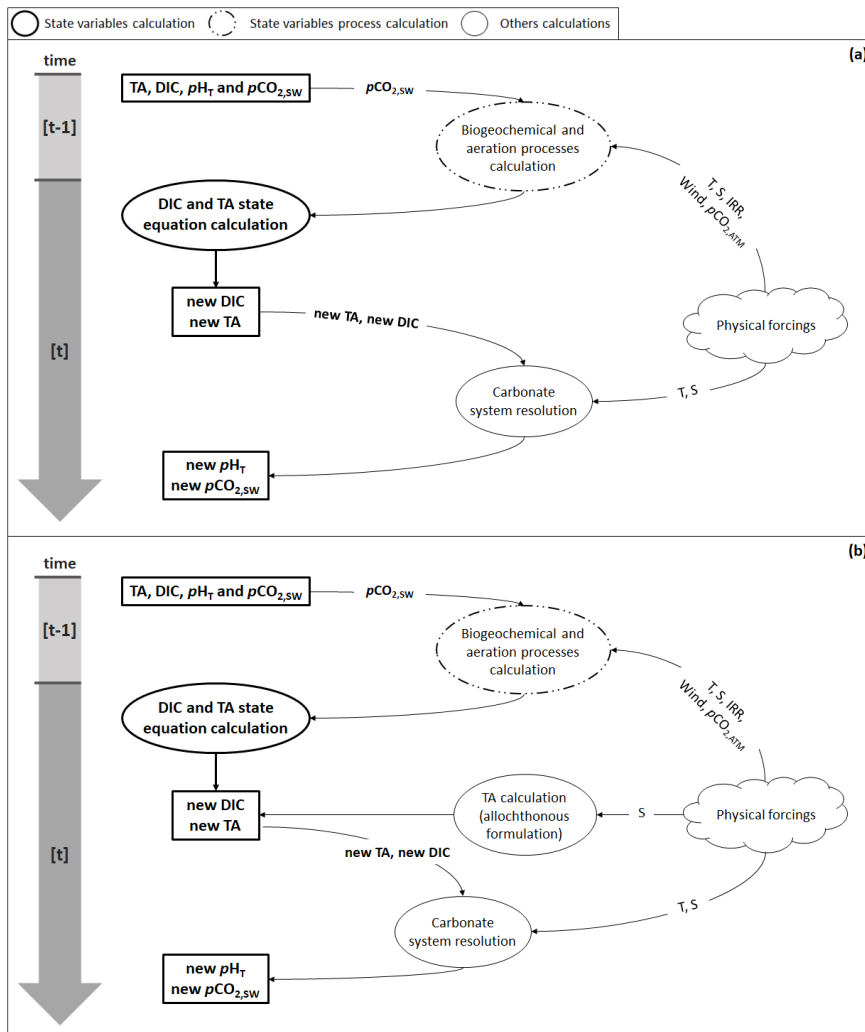 State variables calculation State variables process calculation Others calculations
(a)
time
TA, DIC, pHT and pCO2,SW
pCO2,SW
[t-1]
Biogeochemical and
aeration processes
calculation
T, S, IRR,
Wind, pCO2,ATM
DIC and TA state
equation calculation
new DIC
new TA
new TA, new DIC
Physical forcings
[t]
Carbonate
system resolution
T, S
new pHT
new pCO2,SW
(b)
time
TA, DIC, pHT and pCO2,SW
pCO2,SW
[t-1]
Biogeochemical and
aeration processes
calculation
T, S, IRR,
Wind, pCO2,ATM
DIC and TA state
equation calculation
new DIC
new TA
TA calculation
(allochthonous
formulation)
S
Physical forcings
[t]
new TA, new DIC
T, S
Carbonate
system resolution
new pHT
new pCO2,SW